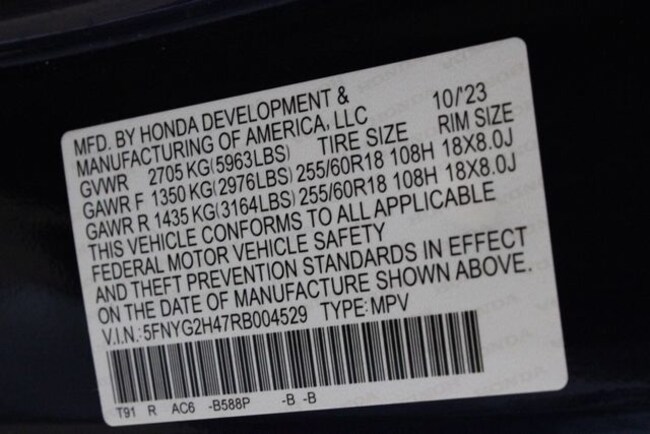 MFD. BY HONDA DEVELOPMENT & 10/'23
MANUFACTURING OF AMERICA, LLC
GVWR 2705 KG(5963LBS) TIRE SIZE RIM SIZE
GAWR F 1350 KG(2976LBS) 255/60R18 108H 18X8.0J
GAWR R 1435 KG(3164LBS) 255/60R18 108H 18X8.0J
THIS VEHICLE CONFORMS TO ALL APPLICABLE
FEDERAL MOTOR VEHICLE SAFETY
AND THEFT PREVENTION STANDARDS IN EFFECT
ON THE DATE OF MANUFACTURE SHOWN ABOVE.
V.I.N.:5FNYG2H47RB004529 TYPE:MPV
T91 R AC6 -B588P -B -B